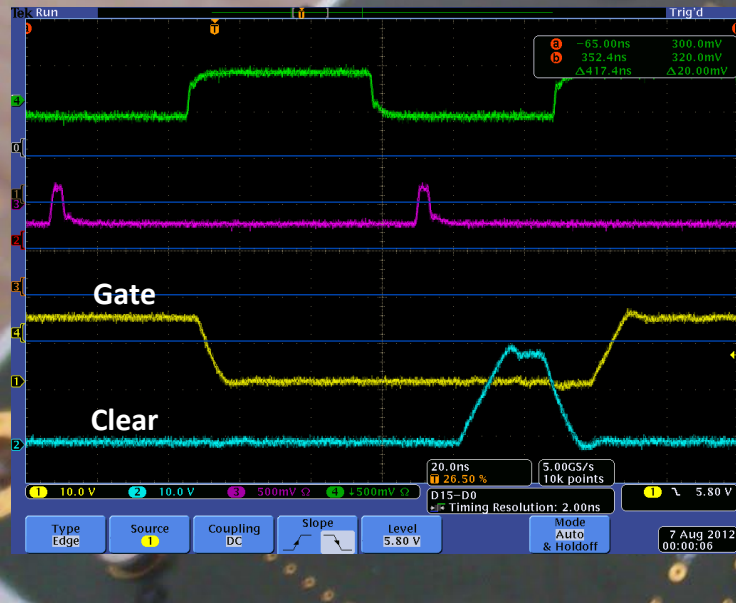 Tek Run
Trig'd
a -65.00ns 300.0mV
b 352.4ns 320.0mV
Δ417.4ns Δ20.00mV
Gate
Clear
1 10.0 V 2 10.0 V 3 500mV Ω 4 ↓500mV Ω
20.0ns
T 26.50 %
5.00GS/s
10k points
D15-D0
Timing Resolution: 2.00ns
1 5.80 V
Type
Edge
Source
1
Coupling
DC
Slope
Level
5.80 V
Mode
Auto
& Holdoff
7 Aug 2012
00:00:06